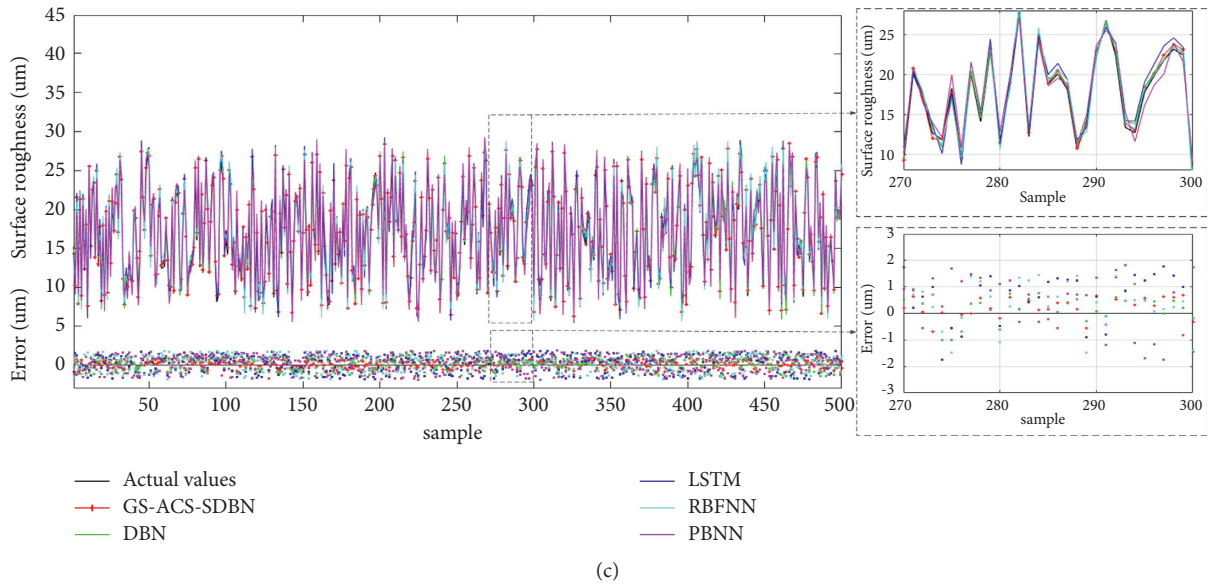 45
40
35
30
25
20
15
10
5
0
Surface roughness (um)
Error (um)
50
100
150
200
250
300
350
400
450
500
sample
25
20
15
10
Surface roughness (um)
270
280
290
300
Sample
3
2
1
0
-1
-2
-3
Error (um)
270
280
290
300
sample
Actual values
GS-ACS-SDBN
DBN
LSTM
RBFNN
PBNN
(c)